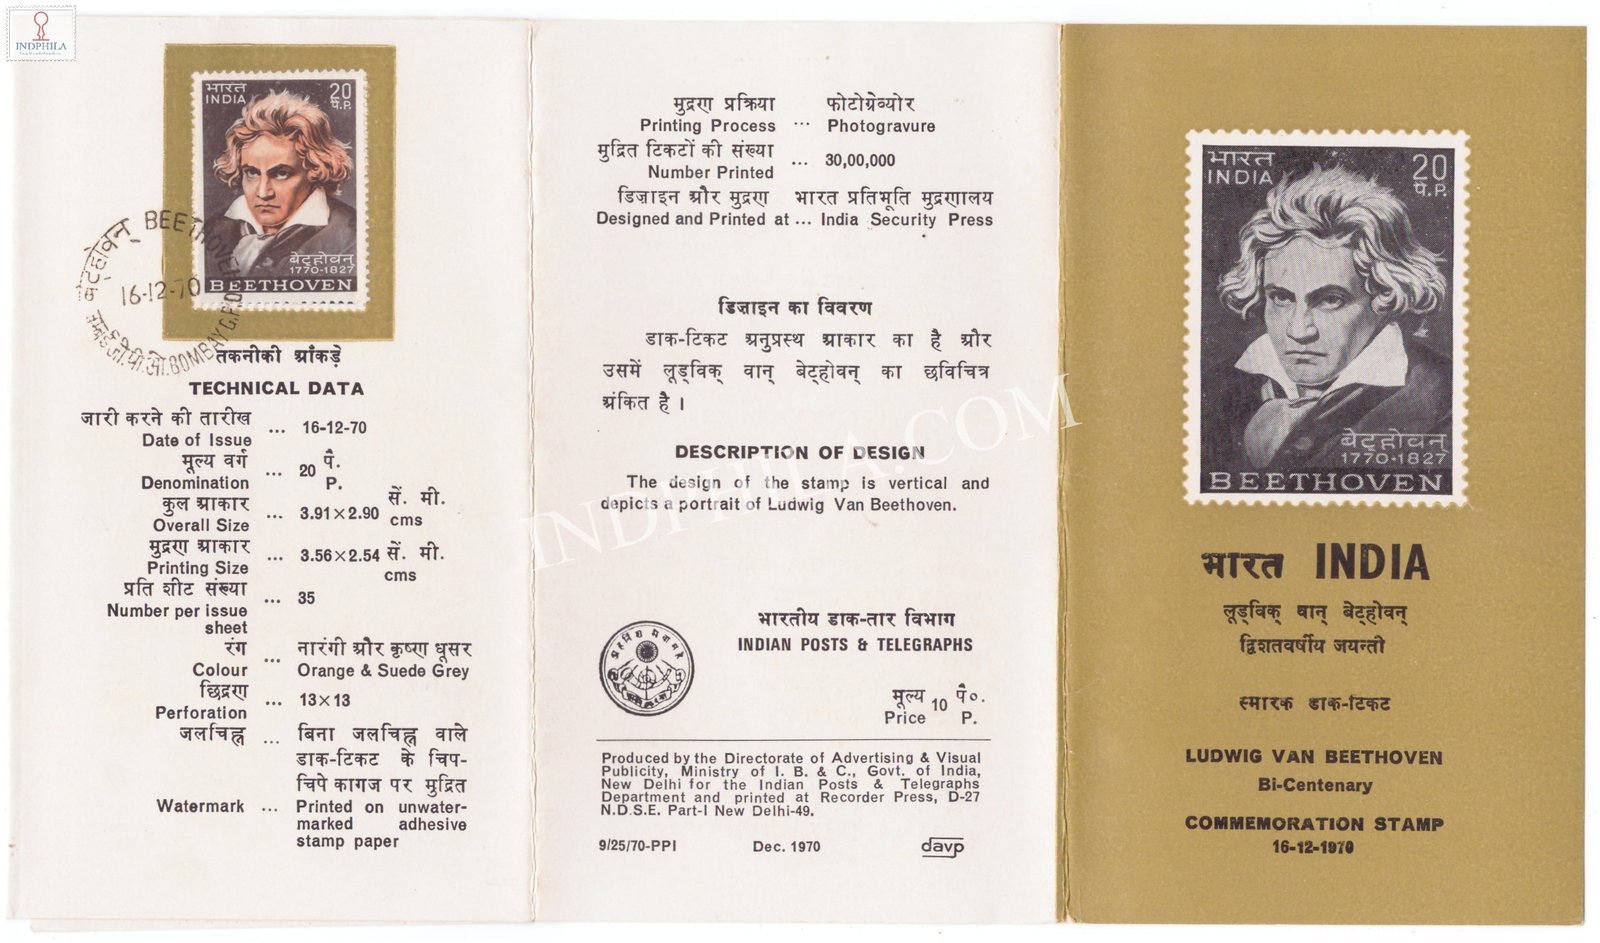 INDPHILA
भारत
INDIA
20
पै.P.
बेट्होवन्
1770-1827
BEETHOVEN
बेट्होवन् BEETHOVEN
16-12-70
बम्बई जी.पी.ओ. BOMBAY G.P.O.
तकनीकी आँकड़े
TECHNICAL DATA
जारी करने की तारीख
Date of Issue ... 16-12-70
मूल्य वर्ग
Denomination ... 20 पै. P.
कुल आकार
Overall Size ... 3.91×2.90 सें. मी. cms
मुद्रण आकार
Printing Size ... 3.56×2.54 सें. मी. cms
प्रति शीट संख्या
Number per issue sheet ... 35
रंग ... नारंगी और कृष्ण धूसर
Colour Orange & Suede Grey
छिद्रण
Perforation ... 13×13
जलचिह्न ... बिना जलचिह्न वाले
डाक-टिकट के चिप-
चिपे कागज पर मुद्रित
Watermark ... Printed on unwater-
marked adhesive
stamp paper
मुद्रण प्रक्रिया फोटोग्रेव्योर
Printing Process ... Photogravure
मुद्रित टिकटों की संख्या
Number Printed ... 30,00,000
डिज़ाइन और मुद्रण भारत प्रतिभूति मुद्रणालय
Designed and Printed at ... India Security Press
डिज़ाइन का विवरण
डाक-टिकट अनुप्रस्थ आकार का है और
उसमें लूड्विक् वान् बेट्होवन् का छविचित्र
अंकित है ।
DESCRIPTION OF DESIGN
The design of the stamp is vertical and
depicts a portrait of Ludwig Van Beethoven.
INDPHILA.COM
भारतीय डाक-तार विभाग
INDIAN POSTS & TELEGRAPHS
मूल्य 10 पै०.
Price P.
Produced by the Directorate of Advertising & Visual
Publicity, Ministry of I. B. & C., Govt. of India,
New Delhi for the Indian Posts & Telegraphs
Department and printed at Recorder Press, D-27
N.D.S.E. Part-I New Delhi-49.
9/25/70-PPI Dec. 1970 davp
भारत
INDIA
20
पै.P.
बेट्होवन्
1770-1827
BEETHOVEN
भारत INDIA
लूड्विक् वान् बेट्होवन्
द्विशतवर्षीय जयन्ती
स्मारक डाक-टिकट
LUDWIG VAN BEETHOVEN
Bi-Centenary
COMMEMORATION STAMP
16-12-1970